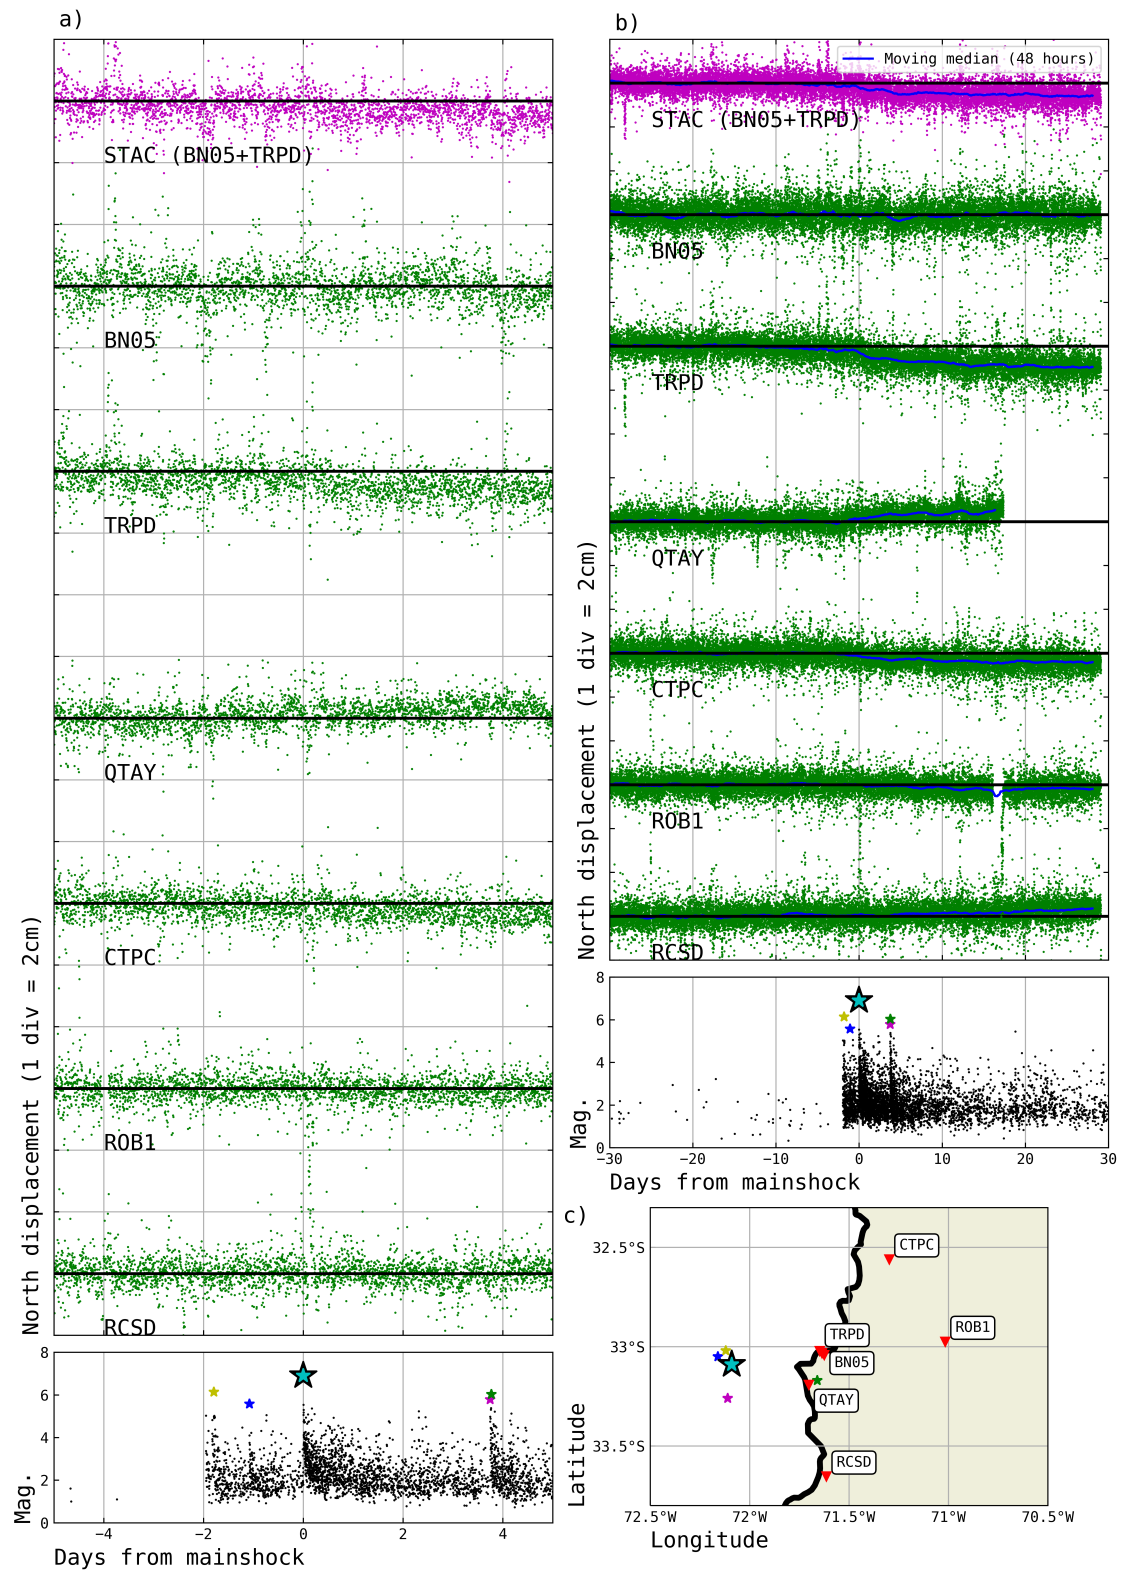 a)
STAC (BN05+TRPD)
BN05
TRPD
QTAY
CTPC
ROB1
RCSD
North displacement (1 div = 2cm)
8
6
4
2
0
Mag.
−4
−2
0
2
4
Days from mainshock
b)
Moving median (48 hours)
STAC (BN05+TRPD)
BN05
TRPD
QTAY
CTPC
ROB1
RCSD
North displacement (1 div = 2cm)
8
6
4
2
0
Mag.
−30
−20
−10
0
10
20
30
Days from mainshock
c)
CTPC
ROB1
TRPD
BN05
QTAY
RCSD
32.5°S
33°S
33.5°S
Latitude
72.5°W
72°W
71.5°W
71°W
70.5°W
Longitude